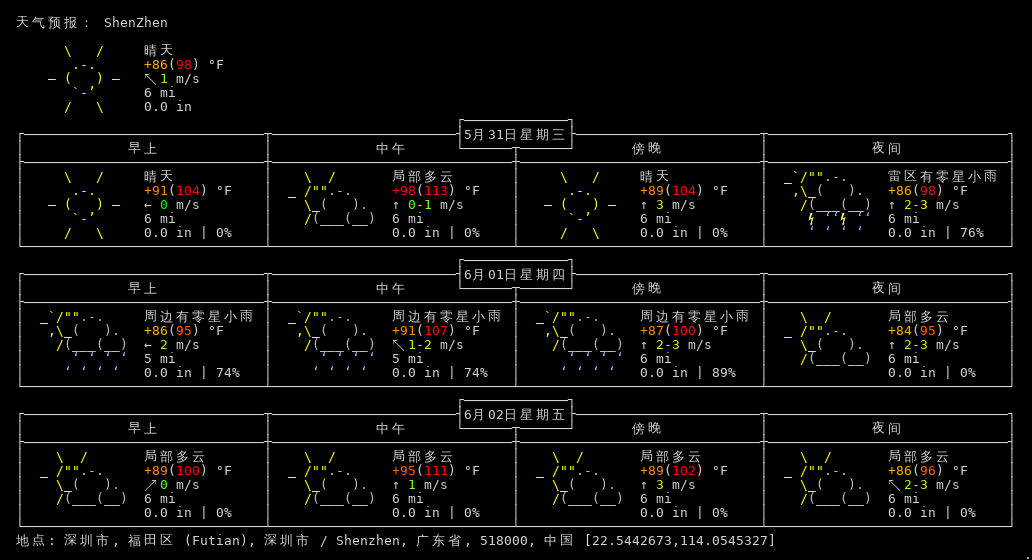 天气预报： ShenZhen
晴天
+86(98) °F
↖ 1 m/s
6 mi
0.0 in
5月31日星期三
早上 中午 傍晚 夜间
晴天 局部多云 晴天 雷区有零星小雨
+91(104) °F +98(113) °F +89(104) °F +86(98) °F
← 0 m/s ↑ 0-1 m/s ↑ 3 m/s ↑ 2-3 m/s
6 mi 6 mi 6 mi 6 mi
0.0 in | 0% 0.0 in | 0% 0.0 in | 0% 0.0 in | 76%
6月01日星期四
早上 中午 傍晚 夜间
周边有零星小雨 周边有零星小雨 周边有零星小雨 局部多云
+86(95) °F +91(107) °F +87(100) °F +84(95) °F
← 2 m/s ↖ 1-2 m/s ↑ 2-3 m/s ↑ 2-3 m/s
5 mi 5 mi 6 mi 6 mi
0.0 in | 74% 0.0 in | 74% 0.0 in | 89% 0.0 in | 0%
6月02日星期五
早上 中午 傍晚 夜间
局部多云 局部多云 局部多云 局部多云
+89(100) °F +95(111) °F +89(102) °F +86(96) °F
↗ 0 m/s ↑ 1 m/s ↑ 3 m/s ↖ 2-3 m/s
6 mi 6 mi 6 mi 6 mi
0.0 in | 0% 0.0 in | 0% 0.0 in | 0% 0.0 in | 0%
地点: 深圳市, 福田区 (Futian), 深圳市 / Shenzhen, 广东省, 518000, 中国 [22.5442673,114.0545327]